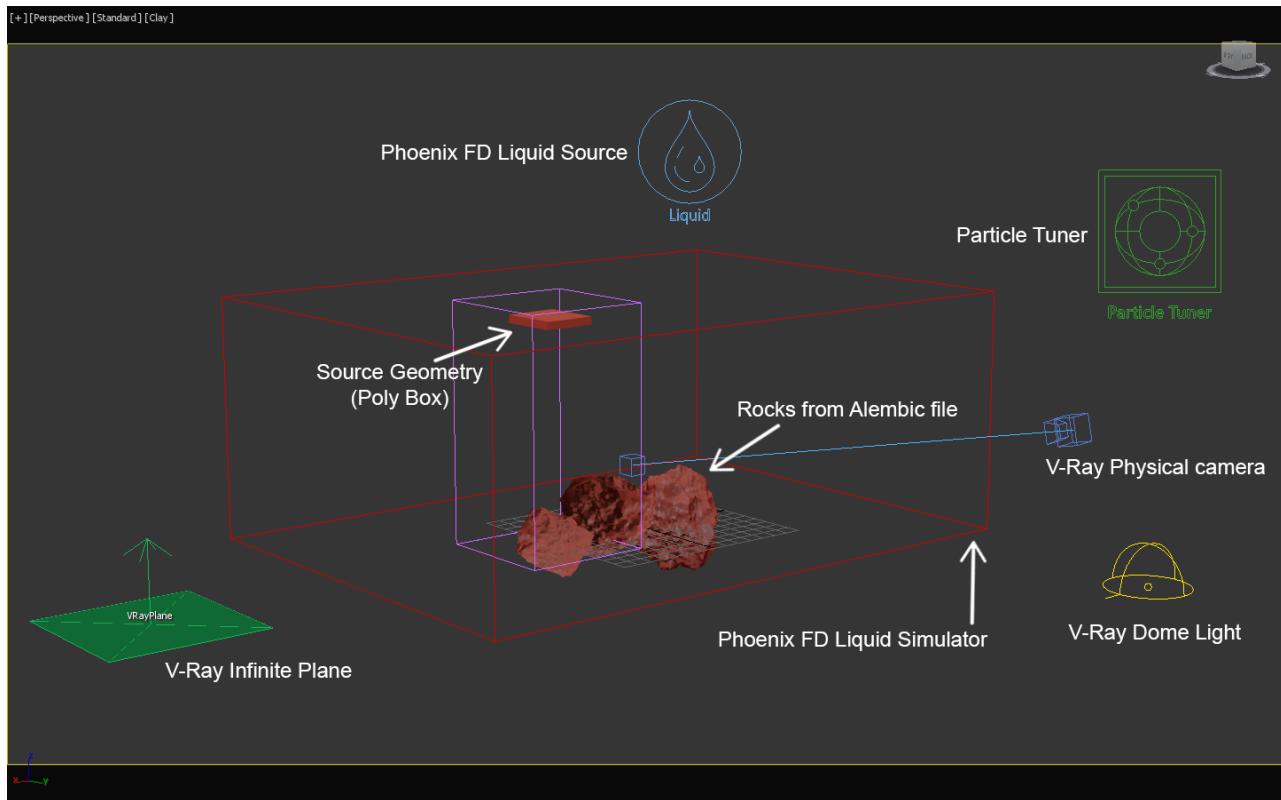 [+] [Perspective] [Standard] [Clay]
Phoenix FD Liquid Source
Liquid
Particle Tuner
Particle Tuner
Source Geometry
(Poly Box)
Rocks from Alembic file
V-Ray Physical camera
VRayPlane
V-Ray Infinite Plane
Phoenix FD Liquid Simulator
V-Ray Dome Light
z
x
y